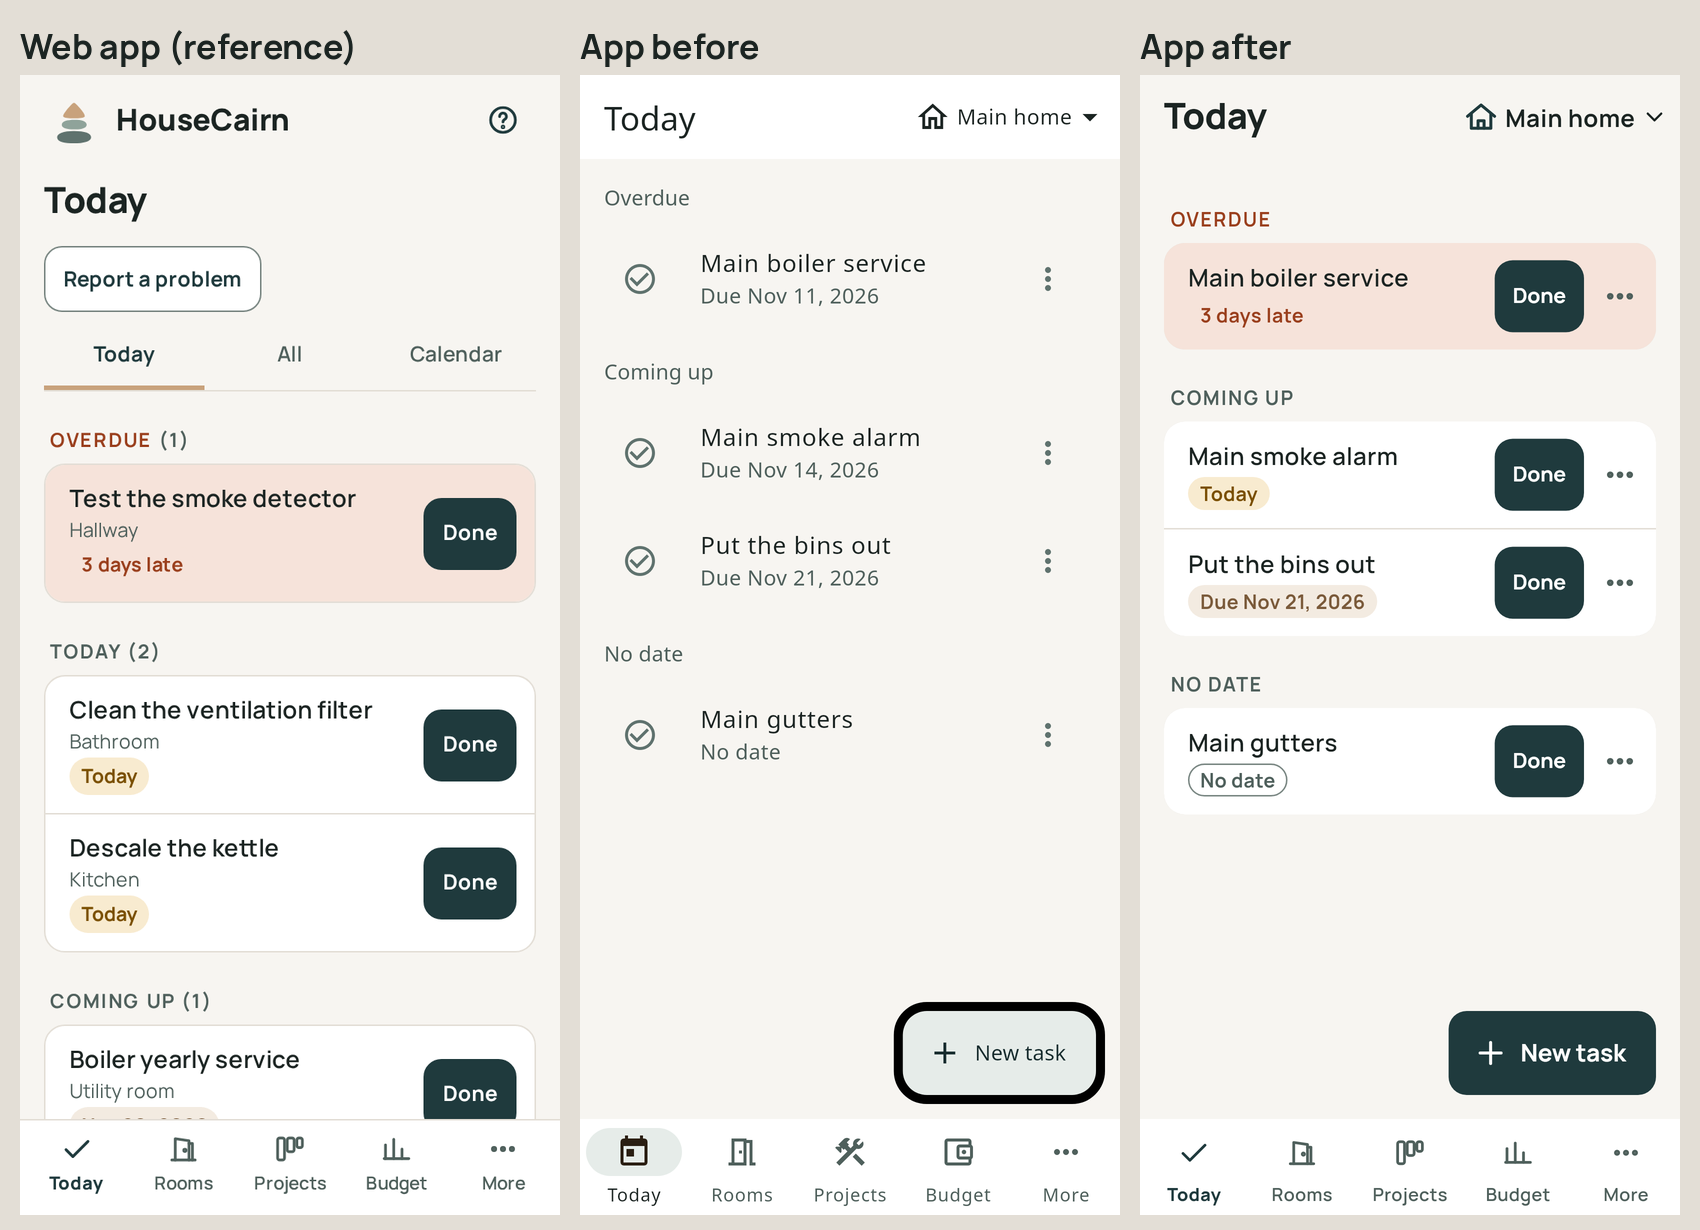 Web app (reference)
HouseCairn
Today
Report a problem
Today
All
Calendar
OVERDUE (1)
Test the smoke detector
Hallway
3 days late
Done
TODAY (2)
Clean the ventilation filter
Bathroom
Today
Done
Descale the kettle
Kitchen
Today
Done
COMING UP (1)
Boiler yearly service
Utility room
Done
Today
Rooms
Projects
Budget
More
App before
Today
Main home
Overdue
Main boiler service
Due Nov 11, 2026
Coming up
Main smoke alarm
Due Nov 14, 2026
Put the bins out
Due Nov 21, 2026
No date
Main gutters
No date
New task
Today
Rooms
Projects
Budget
More
App after
Today
Main home
OVERDUE
Main boiler service
3 days late
Done
COMING UP
Main smoke alarm
Today
Done
Put the bins out
Due Nov 21, 2026
Done
NO DATE
Main gutters
No date
Done
New task
Today
Rooms
Projects
Budget
More